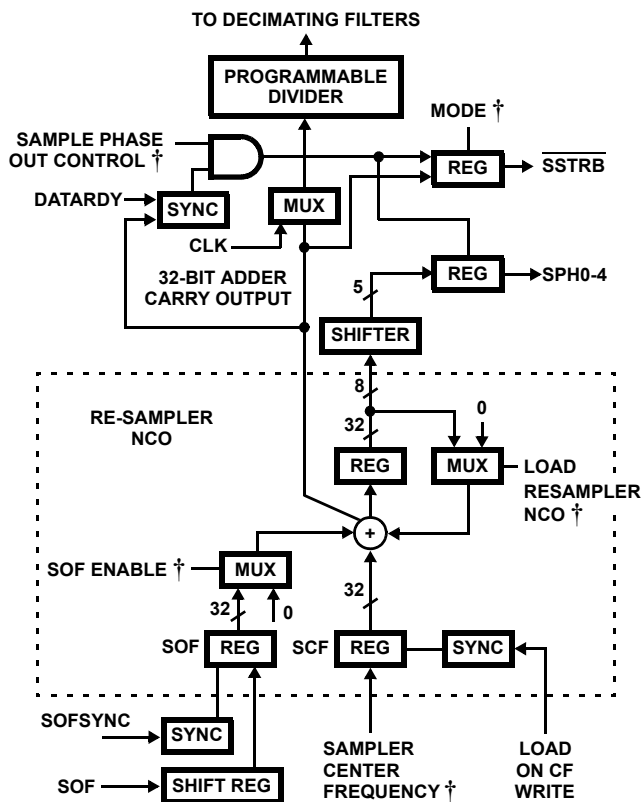 TO DECIMATING FILTERS
PROGRAMMABLE
DIVIDER
MODE †
SAMPLE PHASE
OUT CONTROL †
REG
SSTRB
DATARDY
SYNC
MUX
CLK
32-BIT ADDER
CARRY OUTPUT
REG
SPH0-4
5
SHIFTER
8
RE-SAMPLER
NCO
0
32
REG
MUX
LOAD
RESAMPLER
NCO †
+
SOF ENABLE †
MUX
32
0
32
SOF
REG
SCF
REG
SYNC
SOFSYNC
SYNC
SOF
SHIFT REG
SAMPLER
CENTER
FREQUENCY †
LOAD
ON CF
WRITE